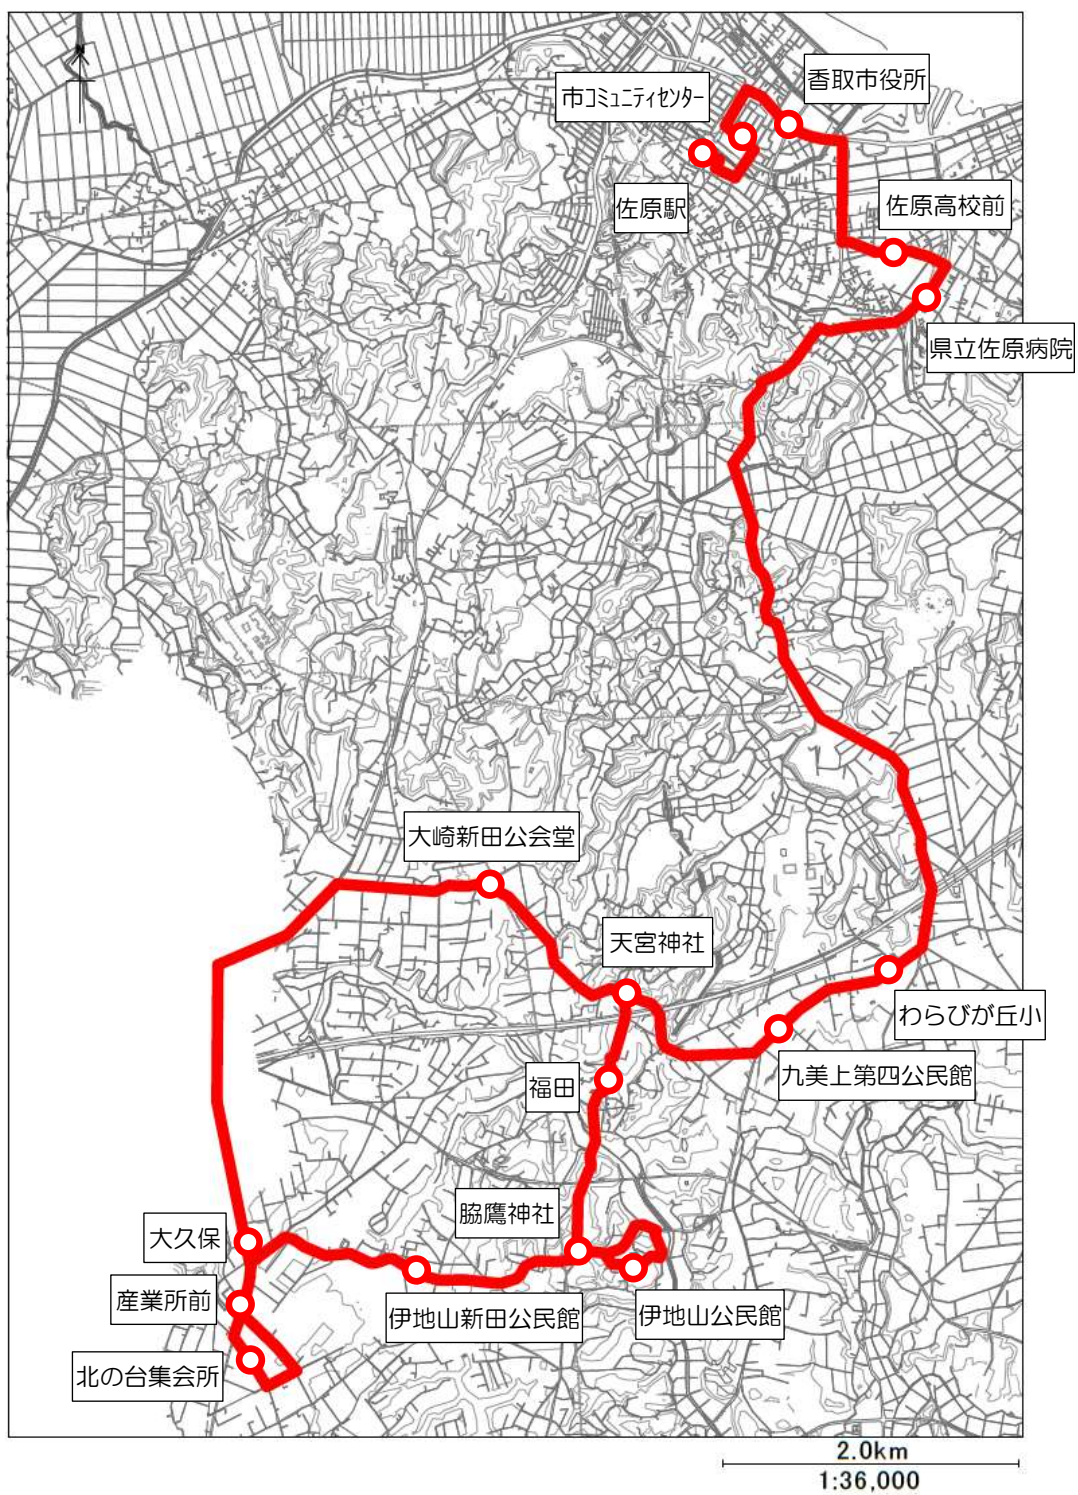 N
香取市役所
市コミュニティセンター
佐原駅
佐原高校前
県立佐原病院
大崎新田公会堂
天宮神社
わらびが丘小
九美上第四公民館
福田
脇鷹神社
大久保
産業所前
伊地山新田公民館
伊地山公民館
北の台集会所
2.0km
1:36,000